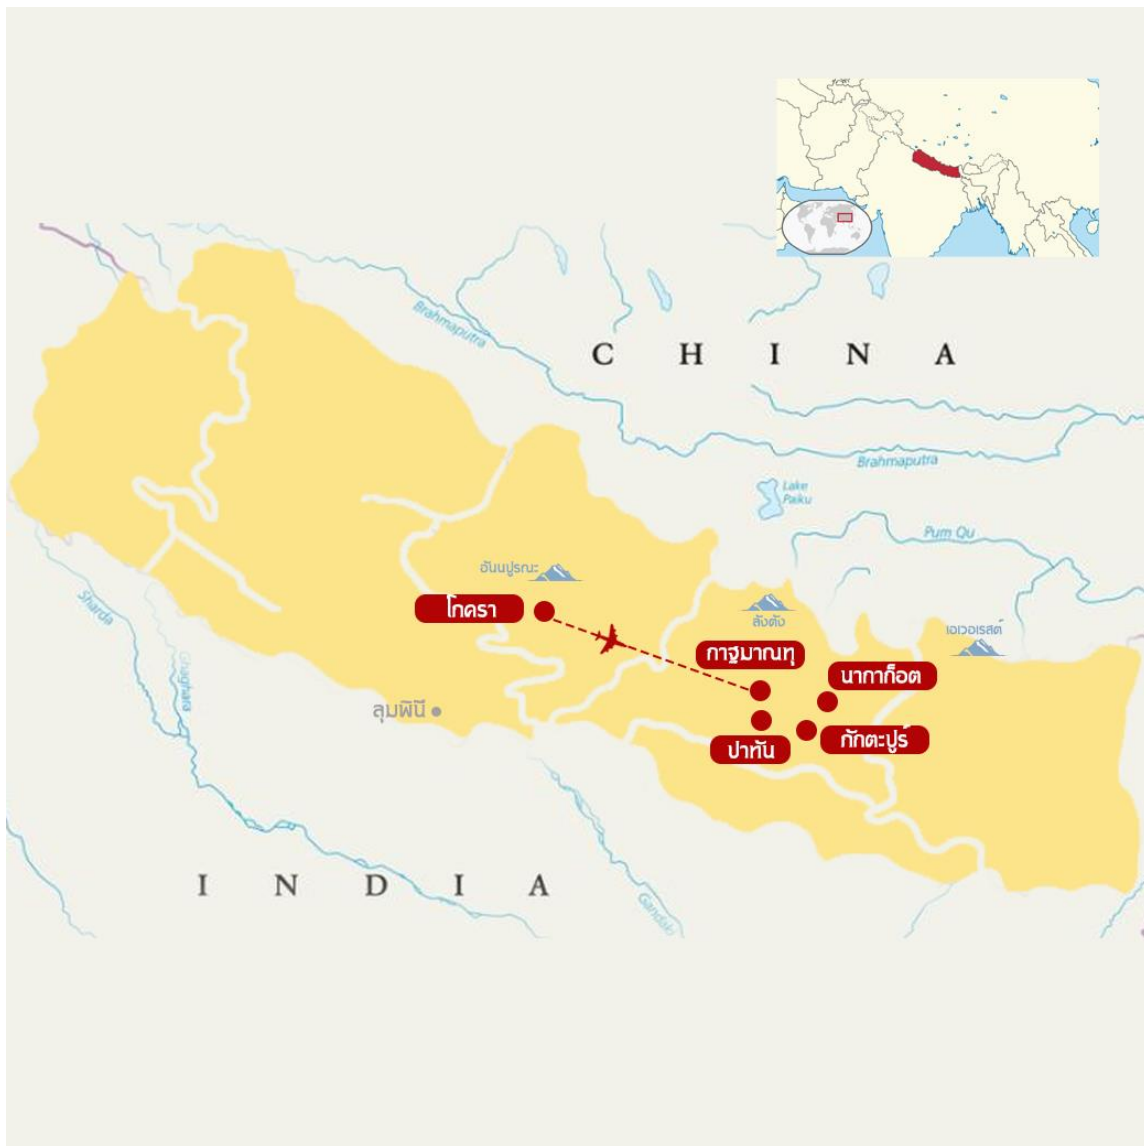 CHINA
Brahmaputra
Brahmaputra
Lake
Paiku
Pum Qu
อันนปูรณะ
โภครา
ลังตัง
เอเวอเรสต์
กาฐมาณฑุ
นากาก็อต
ลุมพินี
ปาทัน
ภักตะปูร์
Sharda
Ghaghara
INDIA
Gandaki